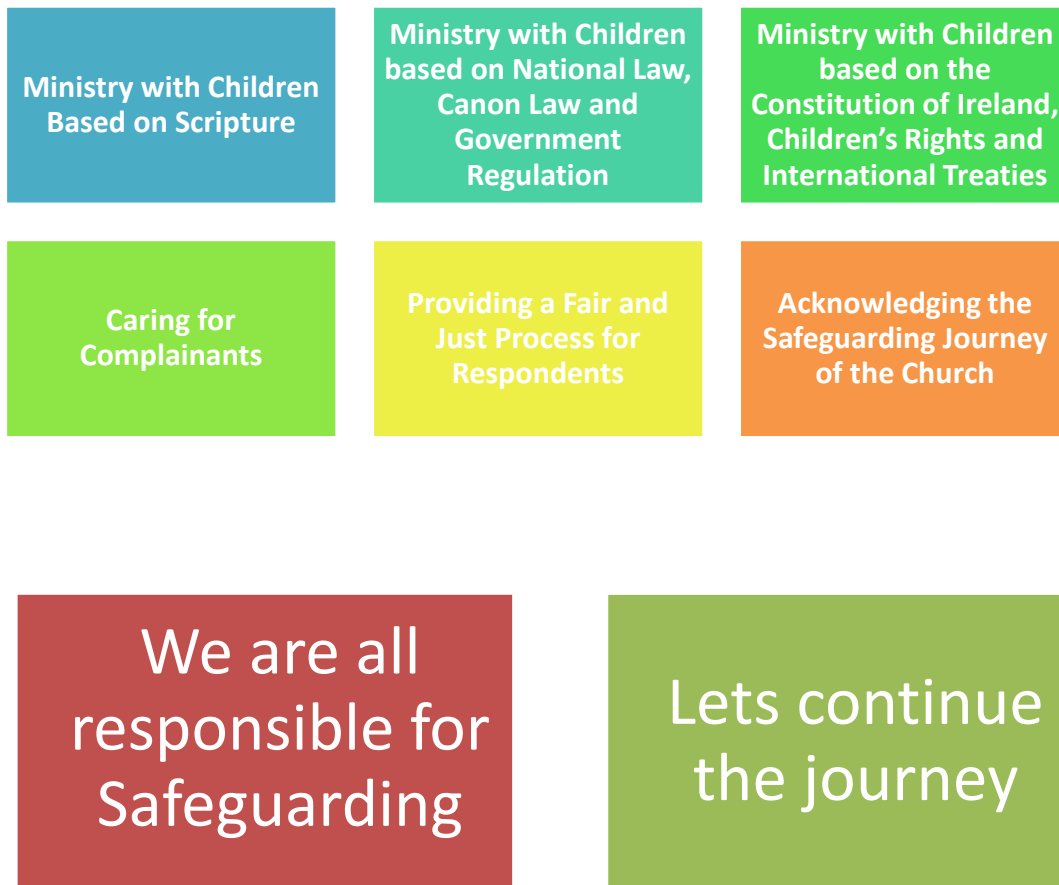 Ministry with Children
Based on Scripture
Ministry with Children
based on National Law,
Canon Law and
Government
Regulation
Ministry with Children
based on the
Constitution of Ireland,
Children’s Rights and
International Treaties
Caring for
Complainants
Providing a Fair and
Just Process for
Respondents
Acknowledging the
Safeguarding Journey
of the Church
We are all
responsible for
Safeguarding
Lets continue
the journey